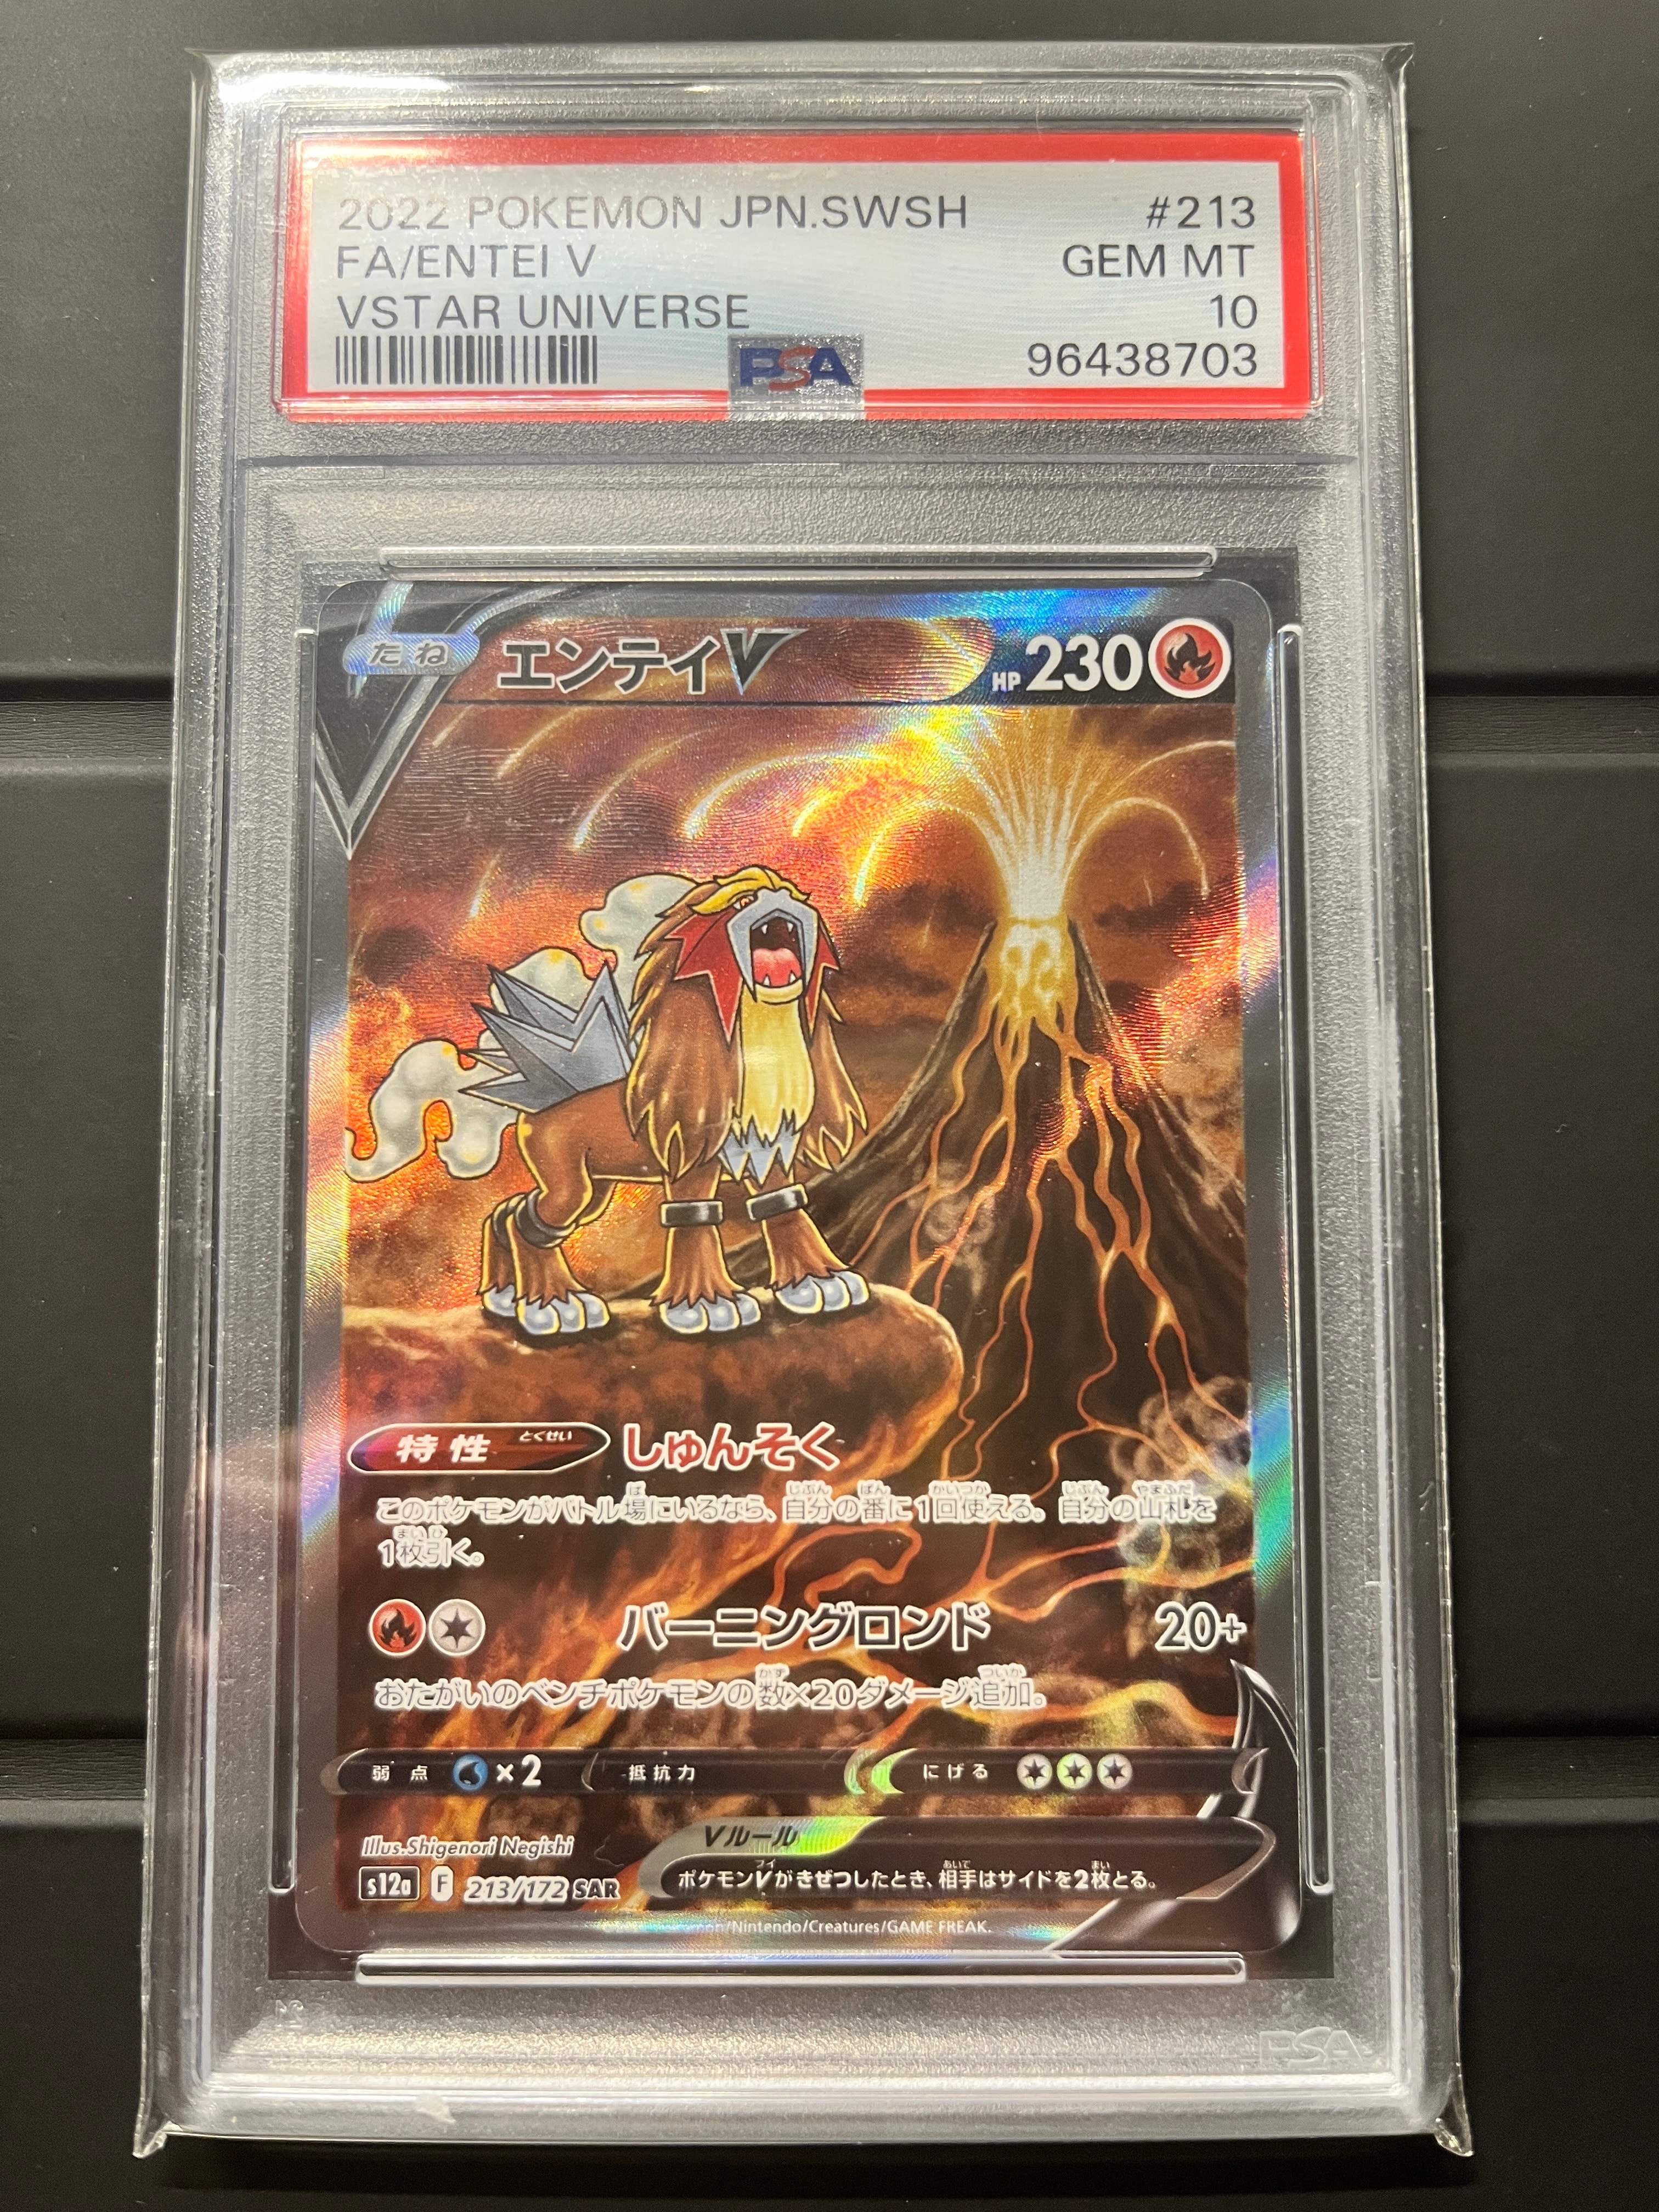 2022 POKEMON JPN.SWSH #213
FA/ENTEI V GEM MT
VSTAR UNIVERSE 10
PSA 96438703
たね エンテイV HP 230
特性 とくせい しゅんそく
このポケモンがバトル場にいるなら、自分の番に1回使える。自分の山札を
1枚引く。
バーニングロンド 20+
おたがいのベンチポケモンの数×20ダメージ追加。
弱点 ×2 抵抗力 にげる
Illus.Shigenori Negishi
Vルール
ポケモンVがきぜつしたとき、相手はサイドを2枚とる。
s12a F 213/172 SAR
/Nintendo/Creatures/GAME FREAK.
PSA